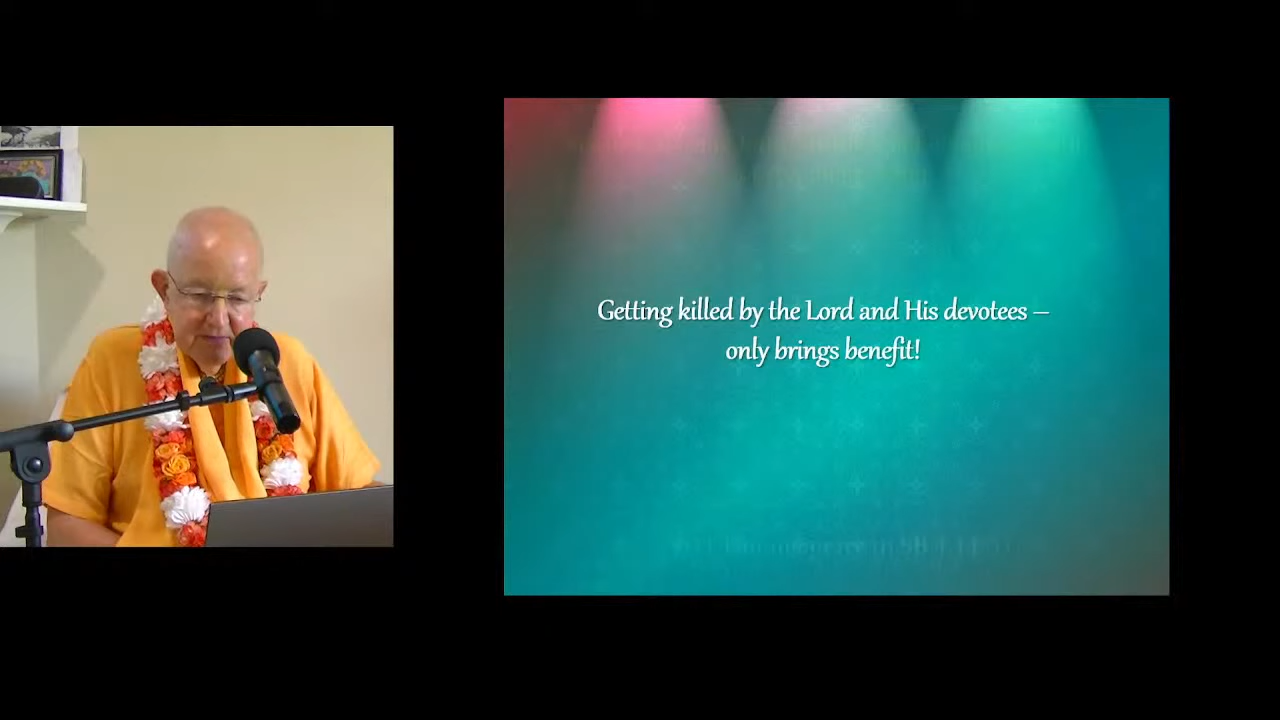 Getting killed by the Lord and His devotees –
only brings benefit!